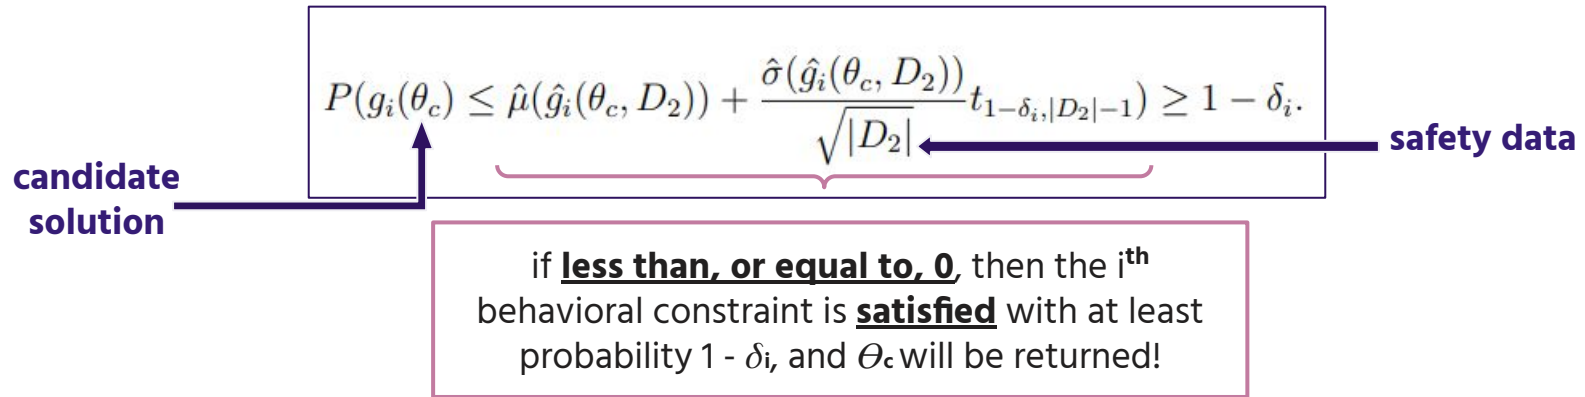 P(g_i(θ_c) ≤ μ̂(ĝ_i(θ_c, D_2)) + σ̂(ĝ_i(θ_c, D_2))/√|D_2| t_{1−δ_i,|D_2|−1}) ≥ 1 − δ_i.
safety data
candidate
solution
if less than, or equal to, 0, then the i^th
behavioral constraint is satisfied with at least
probability 1 - δi, and Θc will be returned!